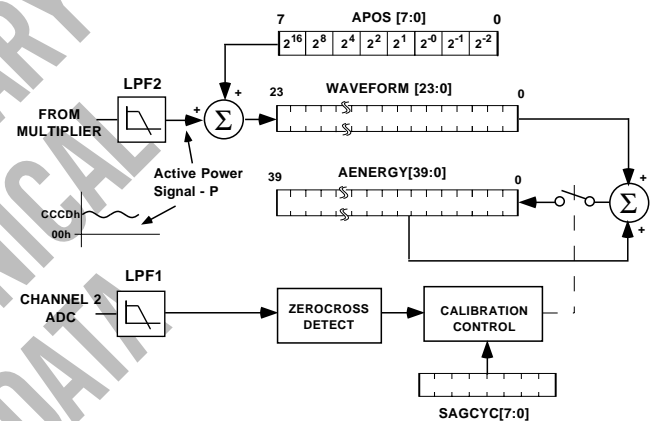 7 APOS [7:0] 0
2^16 2^8 2^4 2^2 2^1 2^-0 2^-1 2^-2
LPF2
23 WAVEFORM [23:0] 0
FROM
MULTIPLIER
+ +
Σ
Active Power
Signal - P
39 AENERGY[39:0] 0
+
Σ
+
CCCDh
00h
LPF1
CHANNEL 2
ADC
ZEROCROSS
DETECT
CALIBRATION
CONTROL
SAGCYC[7:0]
DATA